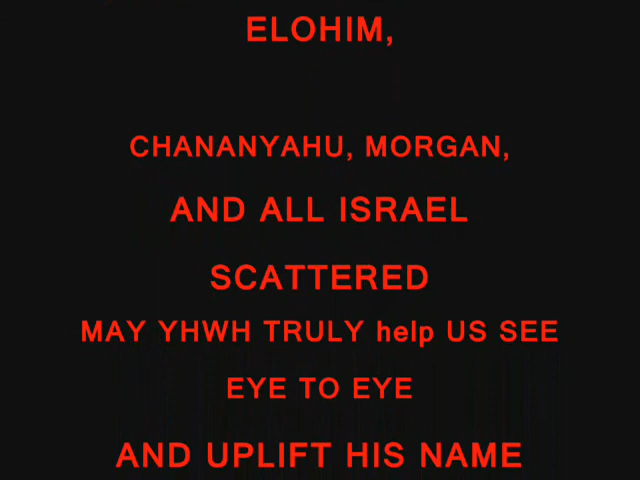 ELOHIM,
CHANANYAHU, MORGAN,
AND ALL ISRAEL
SCATTERED
MAY YHWH TRULY help US SEE
EYE TO EYE
AND UPLIFT HIS NAME